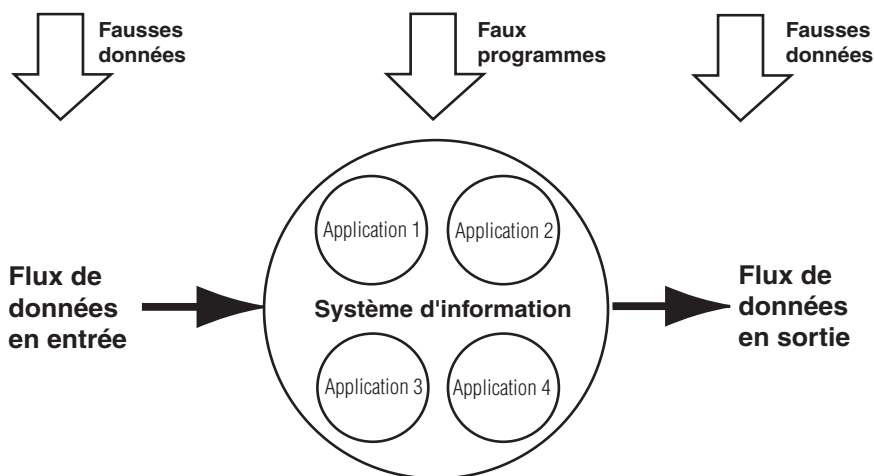 Fausses
données
Faux
programmes
Fausses
données
Application 1
Application 2
Flux de
données
en entrée
Système d'information
Flux de
données
en sortie
Application 3
Application 4